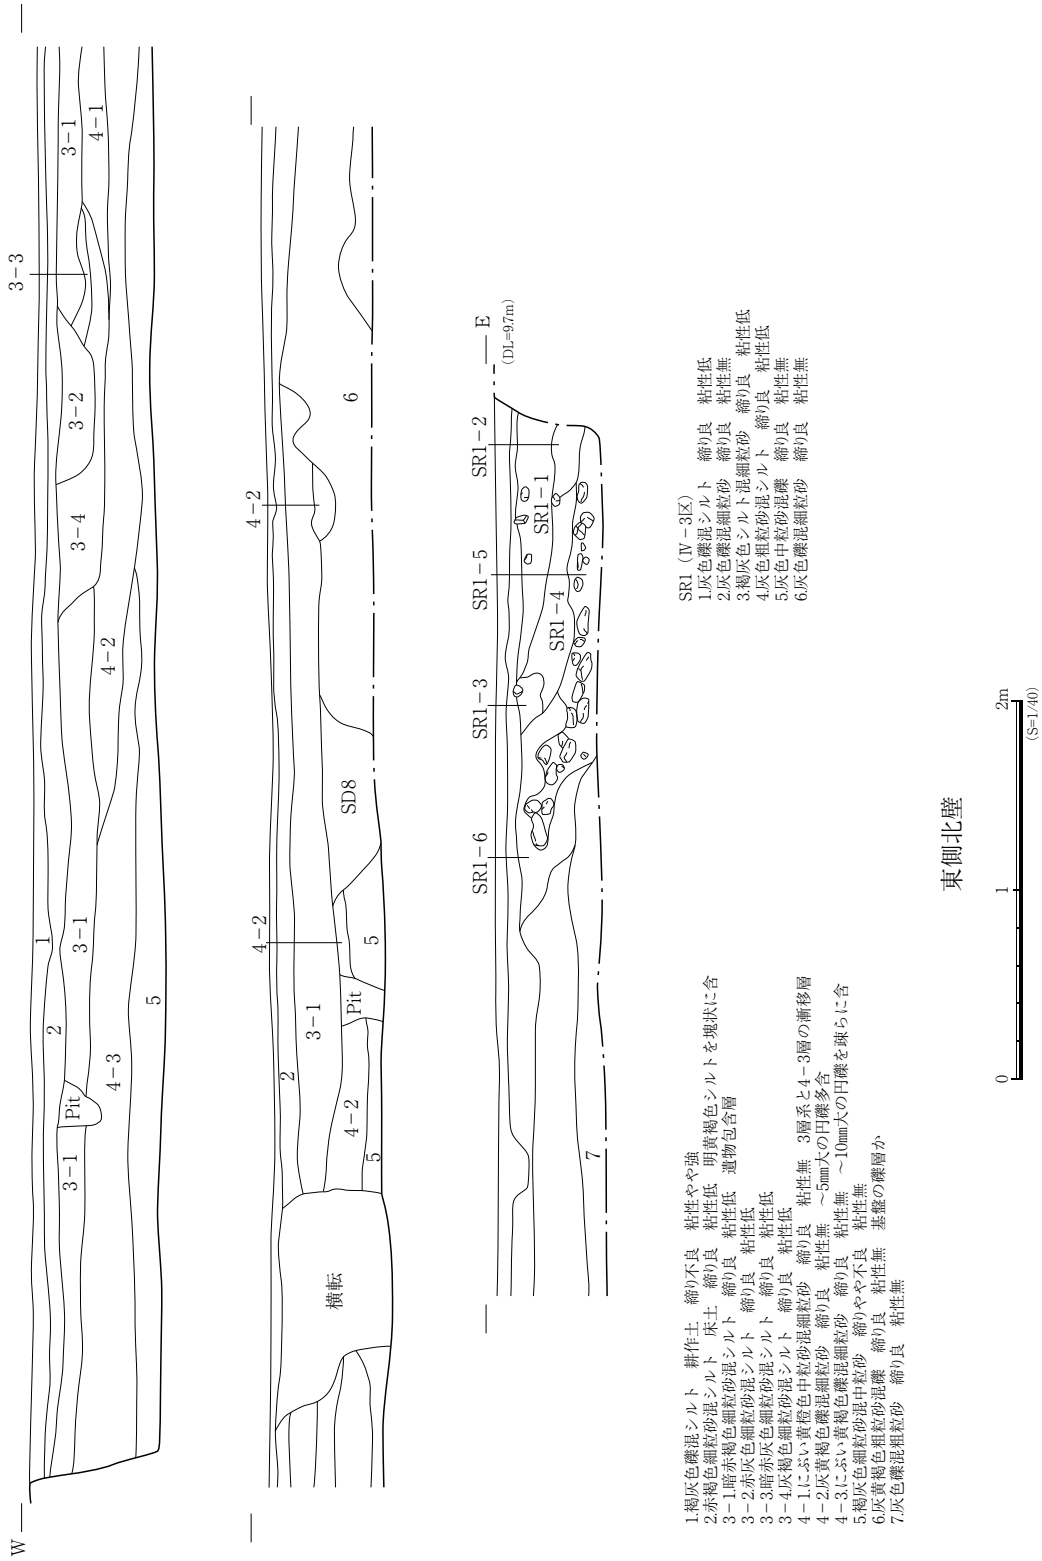 W
1
2
3-1
Pit
3-1
4-3
5
4-2
3-4
3-2
3-3
3-1
4-1
横転
2
3-1
4-2
5
Pit
4-2
5
SD8
4-2
6
7
SR1-6
SR1-3
SR1-4
SR1-5
SR1-1
SR1-2
E
(DL=9.7m)
1.褐灰色礫混シルト 耕作土 締り不良 粘性やや強
2.赤褐色細粒砂混シルト 床土 締り良 粘性低 明黄褐色シルトを塊状に含
3-1.暗赤褐色細粒砂混シルト 締り良 粘性低 遺物包含層
3-2.赤灰色細粒砂混シルト 締り良 粘性低
3-3.暗赤灰色細粒砂混シルト 締り良 粘性低
3-4.灰褐色細粒砂混シルト 締り良 粘性低
4-1.にぶい黄橙色中粒砂混細粒砂 締り良 粘性無 3層系と4-3層の漸移層
4-2.灰黄褐色礫混細粒砂 締り良 粘性無 ～5mm大の円礫多含
4-3.にぶい黄褐色礫混細粒砂 締り良 粘性無 ～10mm大の円礫を疎らに含
5.褐灰色細粒砂混中粒砂 締りやや不良 粘性無
6.灰黄褐色粗粒砂混礫 締り良 粘性無 基盤の礫層か
7.灰色礫混粗粒砂 締り良 粘性無
SR1(Ⅳ-3区)
1.灰色礫混シルト 締り良 粘性低
2.灰色礫混細粒砂 締り良 粘性無
3.褐灰色シルト混細粒砂 締り良 粘性低
4.灰色粗粒砂混シルト 締り良 粘性低
5.灰色中粒砂混礫 締り良 粘性無
6.灰色礫混細粒砂 締り良 粘性無
東側北壁
0 1 2m
(S=1/40)